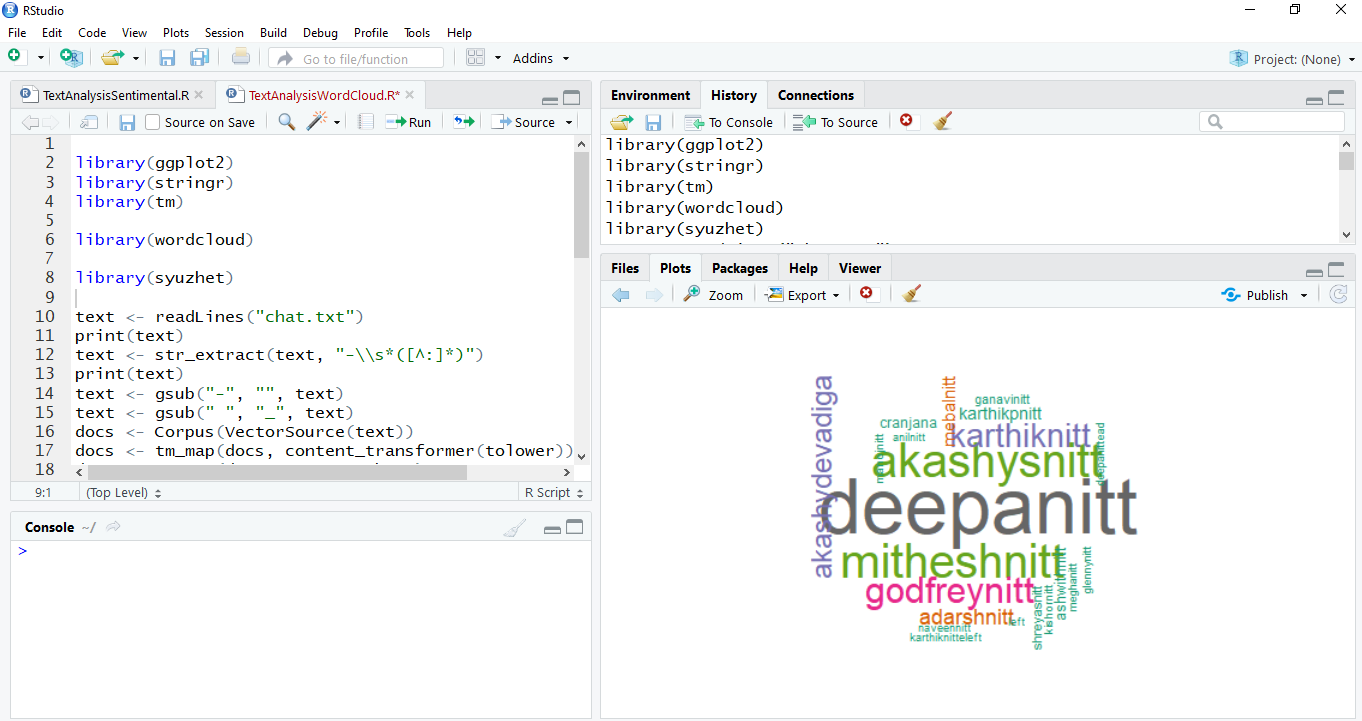 RStudio
File Edit Code View Plots Session Build Debug Profile Tools Help
Go to file/function Addins Project: (None)
TextAnalysisSentimental.R TextAnalysisWordCloud.R*
Source on Save Run Source
1
2 library(ggplot2)
3 library(stringr)
4 library(tm)
5
6 library(wordcloud)
7
8 library(syuzhet)
9
10 text <- readLines("chat.txt")
11 print(text)
12 text <- str_extract(text, "-\\s*([^:]*)")
13 print(text)
14 text <- gsub("-", "", text)
15 text <- gsub(" ", "_", text)
16 docs <- Corpus(VectorSource(text))
17 docs <- tm_map(docs, content_transformer(tolower))
18
9:1 (Top Level) R Script
Console ~/
>
Environment History Connections
To Console To Source
library(ggplot2)
library(stringr)
library(tm)
library(wordcloud)
library(syuzhet)
Files Plots Packages Help Viewer
Zoom Export Publish
akashydevadiga
mebalnitt
ganavinitt
karthikpnitt
cranjana
anilnitt
karthiknitt
akashysnitt
deepanitt
mitheshnitt
godfreynitt
adarshnitt
left
naveennitt
karthiknitteleft
shreyasnitt
kishornitt
meghanitt
glennynitt